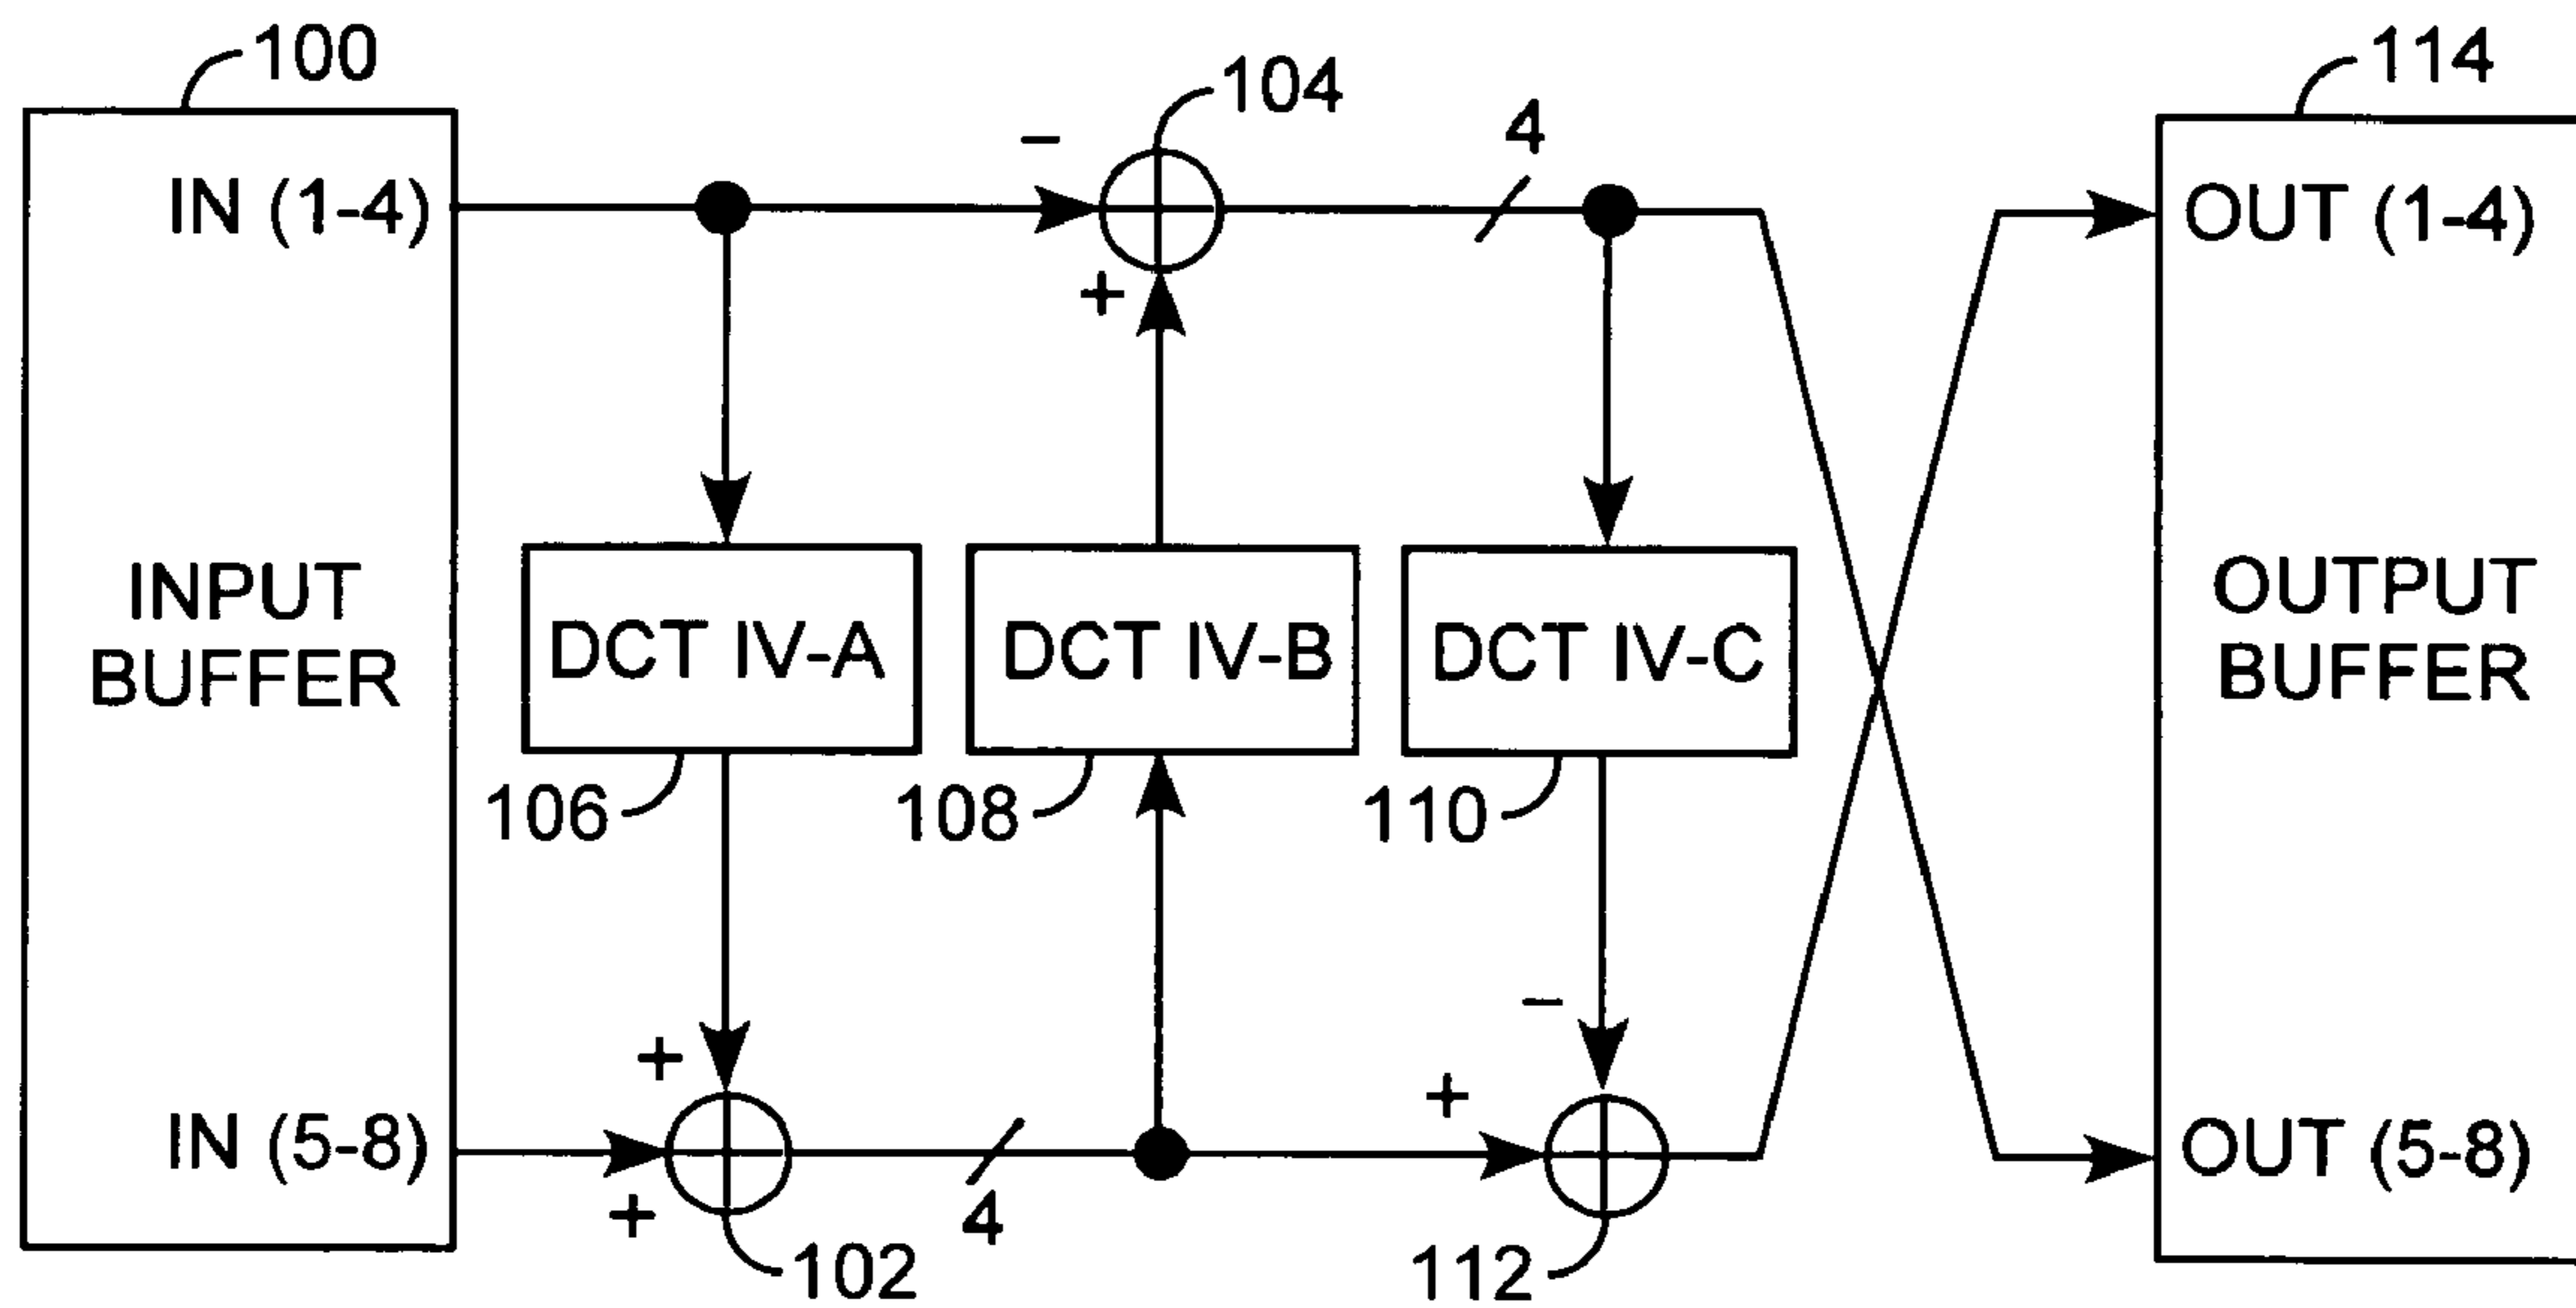 100
104
4
114
IN (1-4)
−
+
OUT (1-4)
INPUT
BUFFER
DCT IV-A
DCT IV-B
DCT IV-C
OUTPUT
BUFFER
106
108
110
−
+
+
IN (5-8)
+
4
OUT (5-8)
102
112